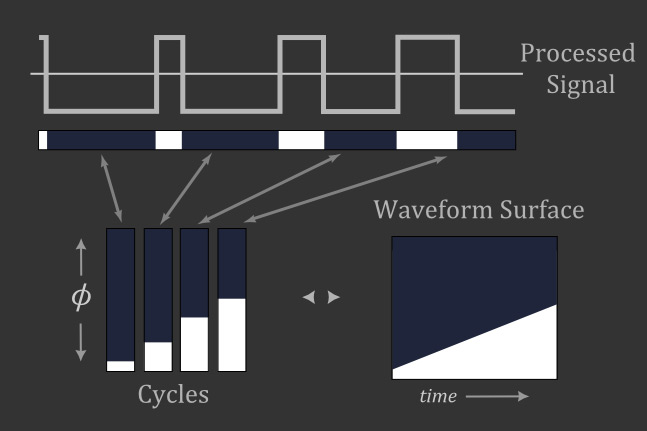 Processed
Signal
Waveform Surface
ϕ
Cycles
time